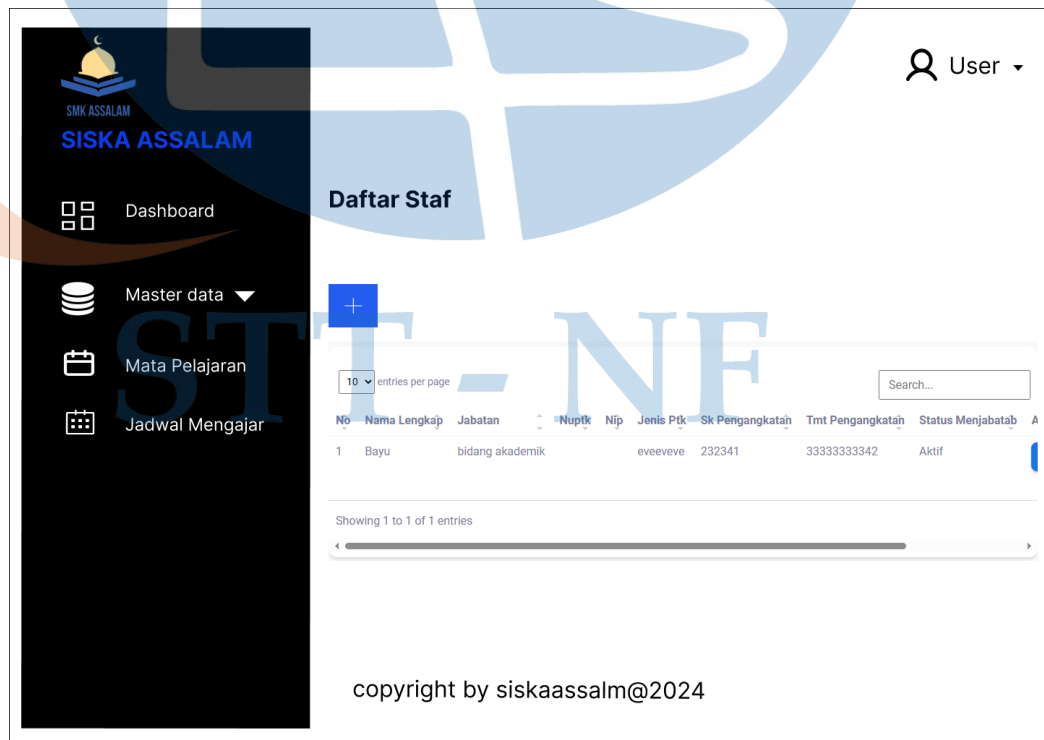 SMK ASSALAM
SISKA ASSALAM
User
Dashboard
Master data
Mata Pelajaran
Jadwal Mengajar
Daftar Staf
+
STT - NF
10 entries per page
Search...
No Nama Lengkap Jabatan Nuptk Nip Jenis Ptk Sk Pengangkatan Tmt Pengangkatan Status Menjabatab A
1 Bayu bidang akademik eveeveve 232341 33333333342 Aktif
Showing 1 to 1 of 1 entries
copyright by siskaassalm@2024